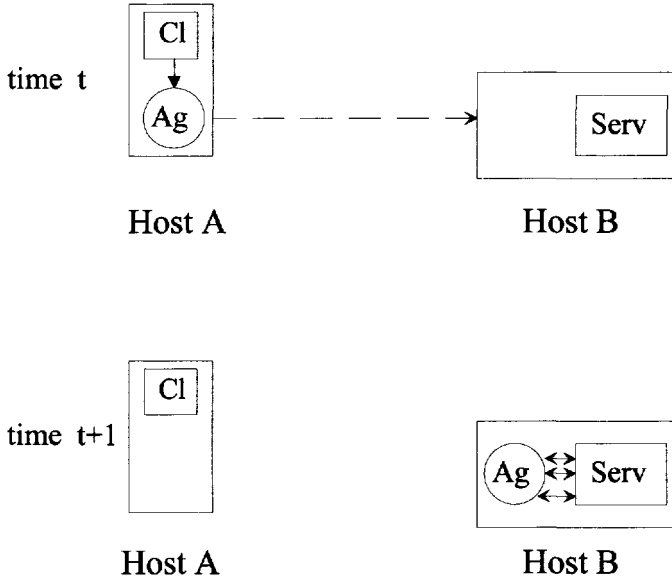 Cl
time t
Ag
Serv
Host A
Host B
Cl
time t+1
Ag
Serv
Host A
Host B